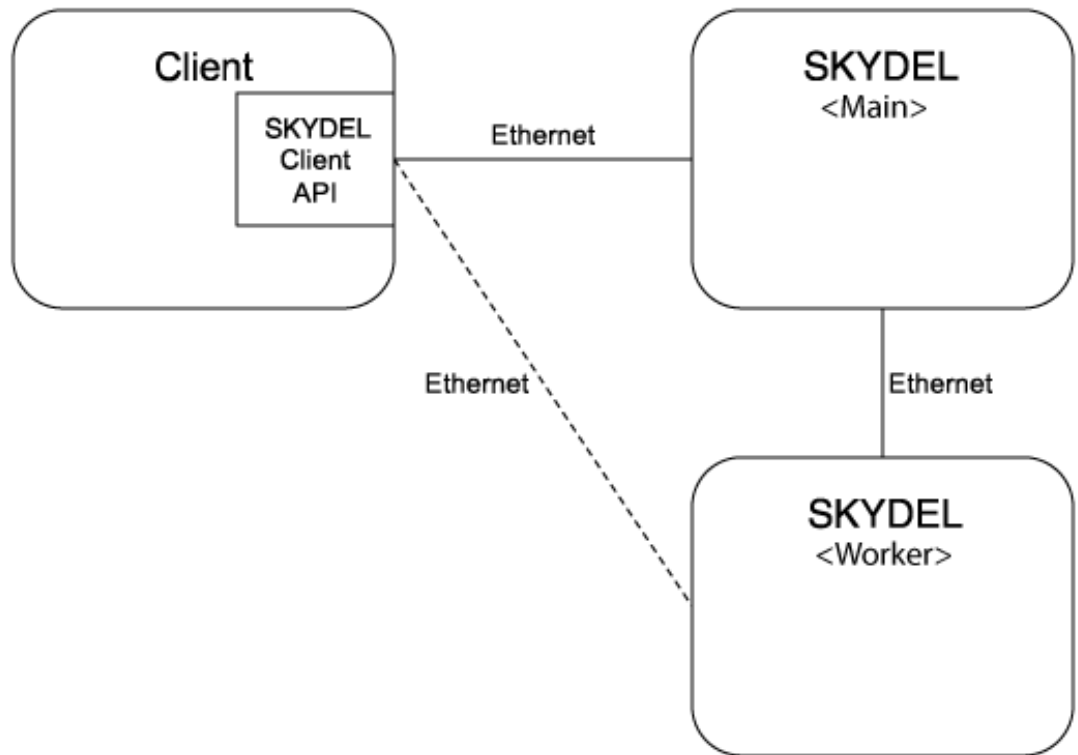 Client
SKYDEL
Client
API
Ethernet
SKYDEL
<Main>
Ethernet
Ethernet
SKYDEL
<Worker>